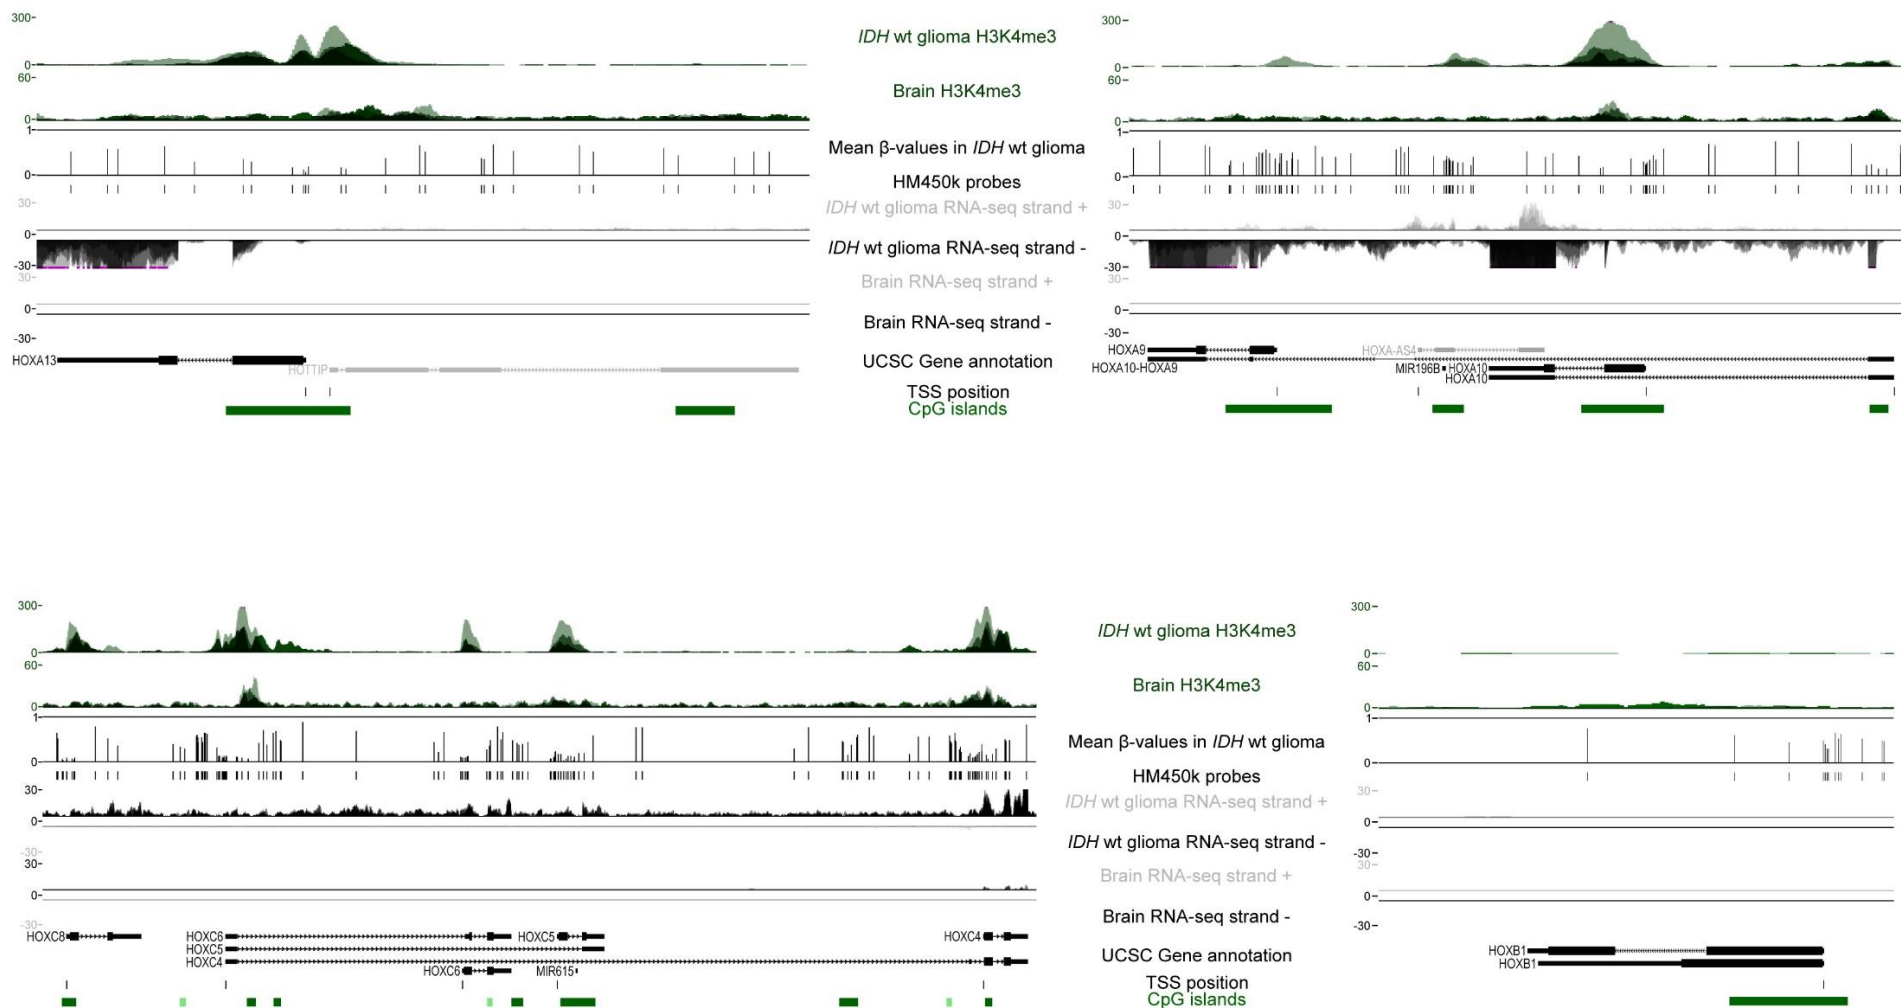 300-
0-
60-
0-
1-
0-
30-
0-
-30-
30-
0-
-30-
HOXA13
HOTTIP
IDH wt glioma H3K4me3
Brain H3K4me3
Mean β-values in IDH wt glioma
HM450k probes
IDH wt glioma RNA-seq strand +
IDH wt glioma RNA-seq strand -
Brain RNA-seq strand +
Brain RNA-seq strand -
UCSC Gene annotation
TSS position
CpG islands
300-
0-
60-
0-
1-
0-
30-
0-
-30-
30-
0-
-30-
HOXA9
HOXA-AS4
HOXA10-HOXA9
MIR196B
HOXA10
HOXA10
300-
0-
60-
0-
1-
0-
30-
0-
-30-
30-
0-
-30-
HOXC8
HOXC6
HOXC5
HOXC4
HOXC5
HOXC4
HOXC6
MIR615
IDH wt glioma H3K4me3
Brain H3K4me3
Mean β-values in IDH wt glioma
HM450k probes
IDH wt glioma RNA-seq strand +
IDH wt glioma RNA-seq strand -
Brain RNA-seq strand +
Brain RNA-seq strand -
UCSC Gene annotation
TSS position
CpG islands
300-
0-
60-
0-
1-
0-
30-
0-
-30-
30-
0-
-30-
HOXB1
HOXB1